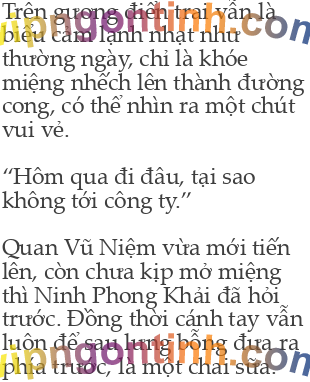 Trên gương điển trai vẫn là
biểu cảm lạnh nhạt như
thường ngày, chỉ là khóe
miệng nhếch lên thành đường
cong, có thể nhìn ra một chút
vui vẻ.
“Hôm qua đi đâu, tại sao
không tới công ty.”
Quan Vũ Niệm vừa mới tiến
lên, còn chưa kịp mở miệng
thì Ninh Phong Khải đã hỏi
trước. Đồng thời cánh tay vẫn
luôn để sau lưng bỗng đưa ra
phía trước, là một chai sữa.
vipngontinh.com
vipngontinh.com